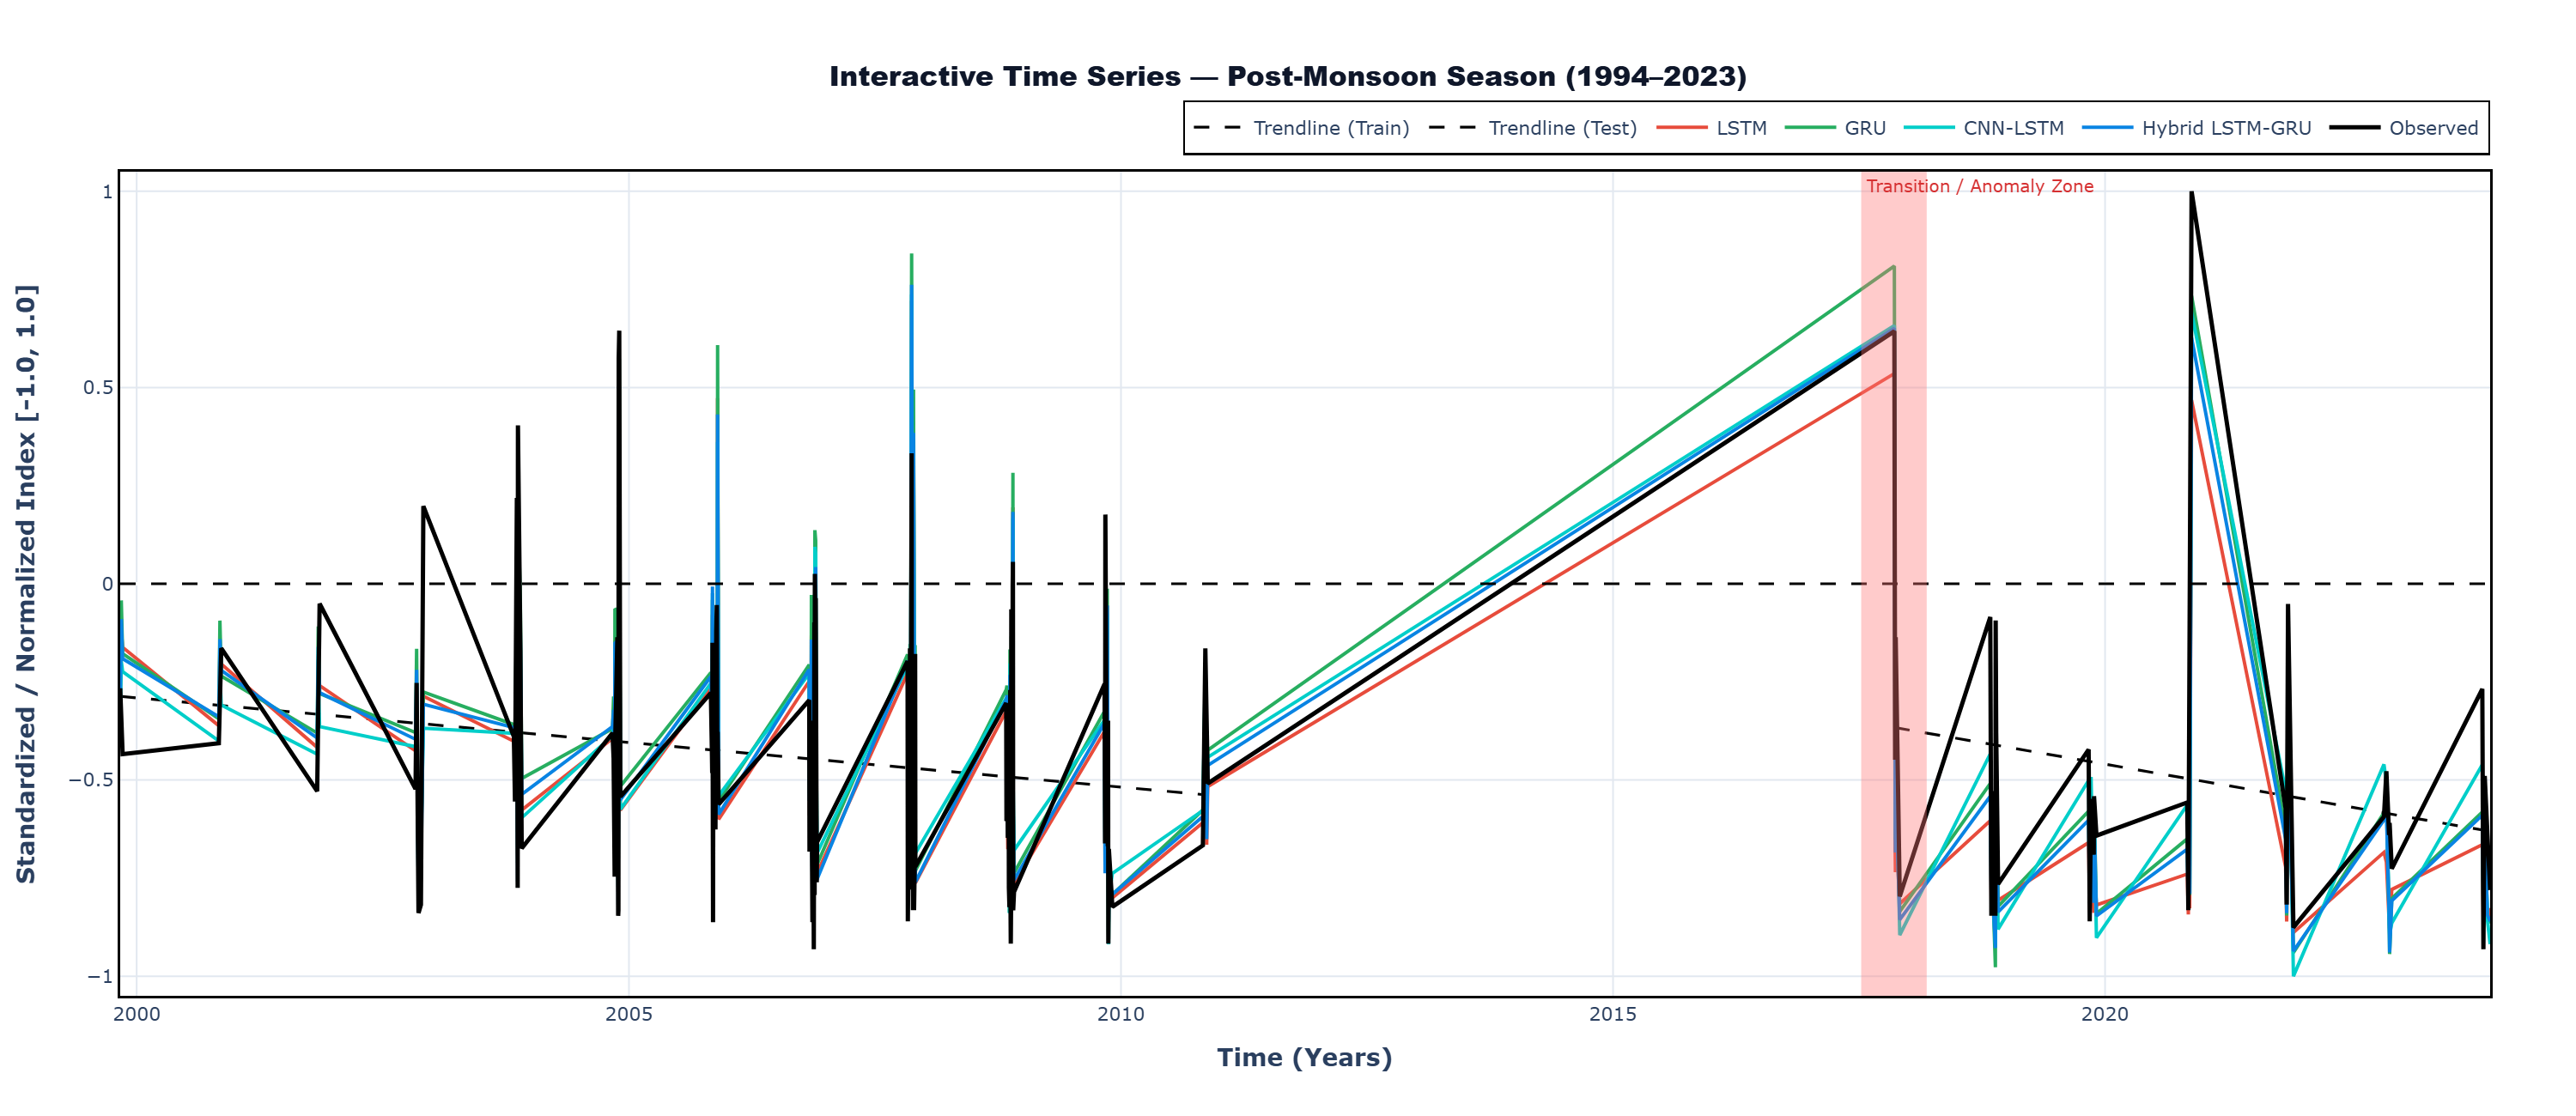 Interactive Time Series — Post-Monsoon Season (1994–2023)
Trendline (Train) Trendline (Test) LSTM GRU CNN-LSTM Hybrid LSTM-GRU Observed
Transition / Anomaly Zone
Standardized / Normalized Index [-1.0, 1.0]
1
0.5
0
−0.5
−1
2000 2005 2010 2015 2020
Time (Years)